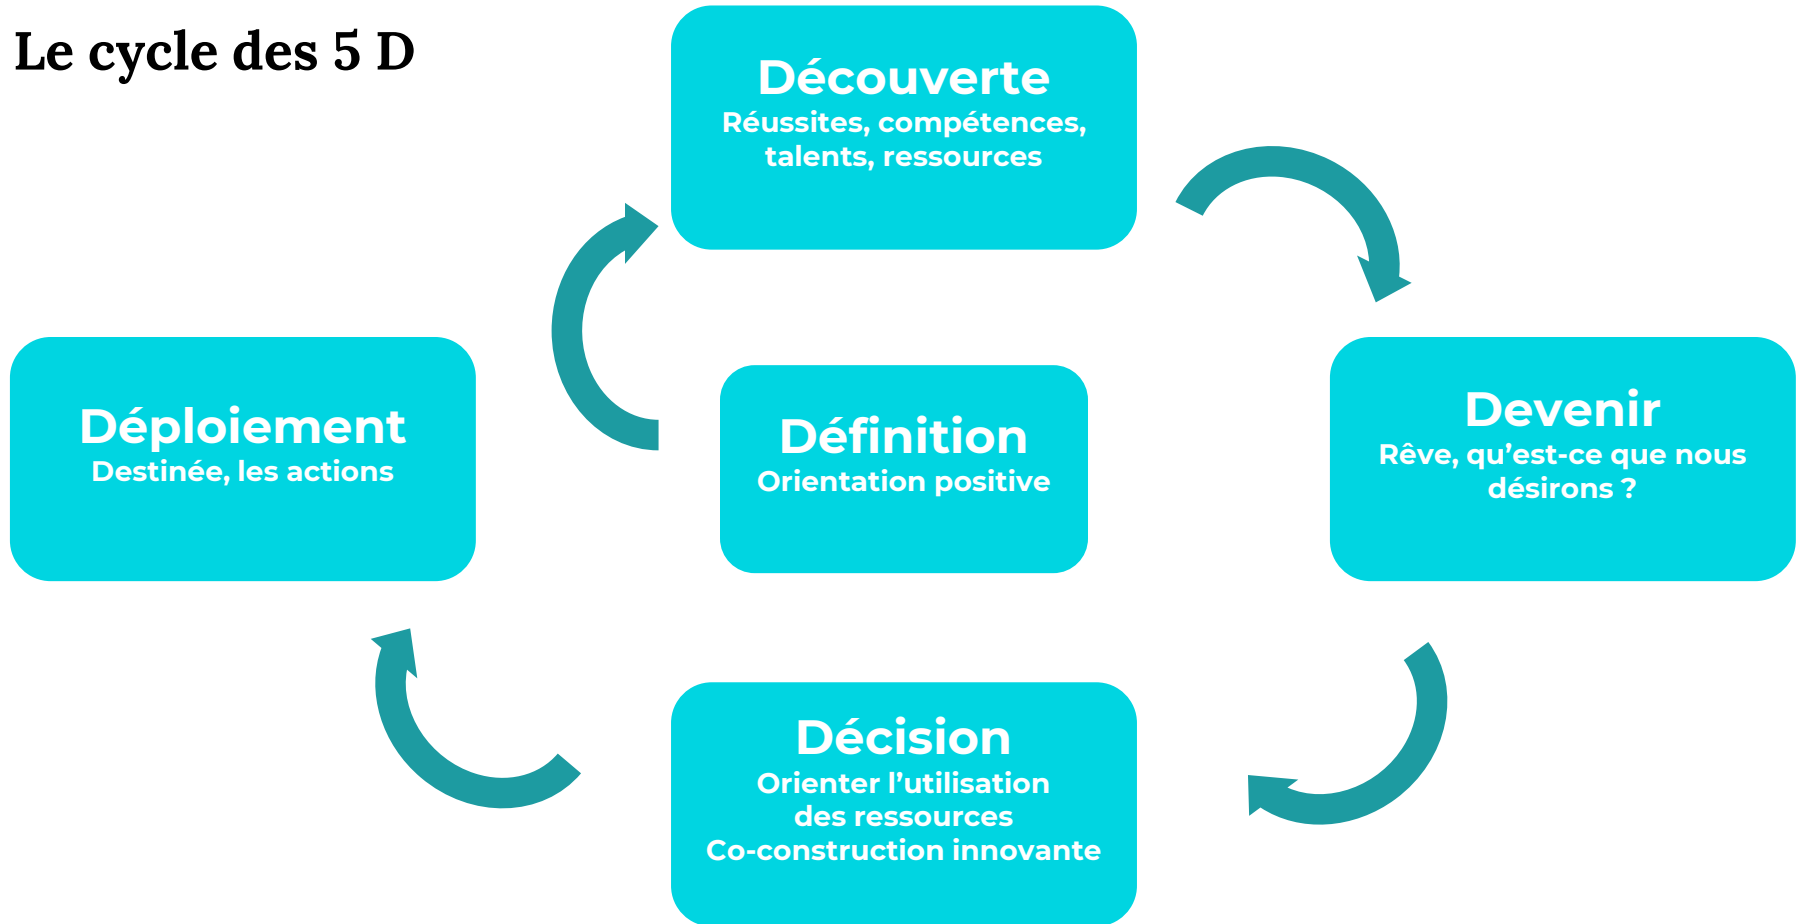 Le cycle des 5 D
Découverte
Réussites, compétences,
talents, ressources
Déploiement
Destinée, les actions
Définition
Orientation positive
Devenir
Rêve, qu’est-ce que nous
désirons ?
Décision
Orienter l’utilisation
des ressources
Co-construction innovante